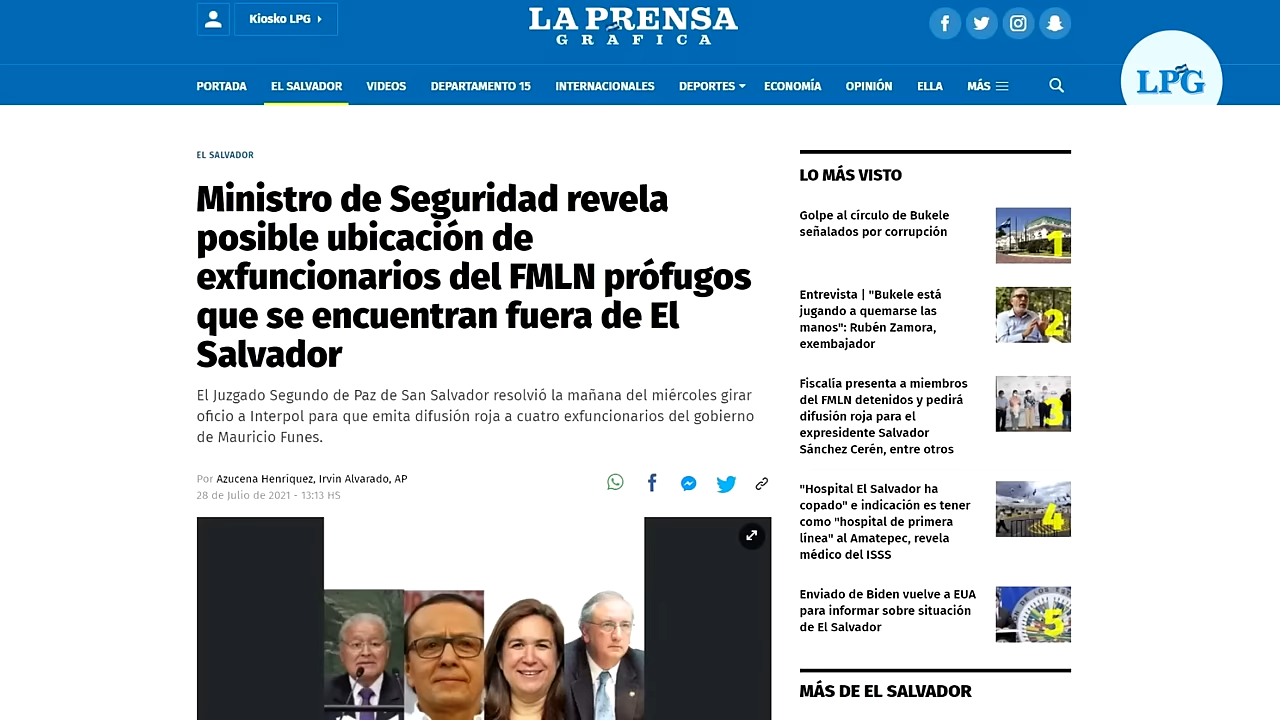 Kiosko LPG
LA PRENSA
GRAFICA
PORTADA
EL SALVADOR
VIDEOS
DEPARTAMENTO 15
INTERNACIONALES
DEPORTES
ECONOMÍA
OPINIÓN
ELLA
MÁS
LPG
EL SALVADOR
Ministro de Seguridad revela
posible ubicación de
exfuncionarios del FMLN prófugos
que se encuentran fuera de El
Salvador
El Juzgado Segundo de Paz de San Salvador resolvió la mañana del miércoles girar
oficio a Interpol para que emita difusión roja a cuatro exfuncionarios del gobierno
de Mauricio Funes.
Por Azucena Henríquez, Irvin Alvarado, AP
28 de Julio de 2021 - 13:13 HS
LO MÁS VISTO
Golpe al círculo de Bukele
señalados por corrupción
1
Entrevista | "Bukele está
jugando a quemarse las
manos": Rubén Zamora,
exembajador
2
Fiscalía presenta a miembros
del FMLN detenidos y pedirá
difusión roja para el
expresidente Salvador
Sánchez Cerén, entre otros
3
"Hospital El Salvador ha
copado" e indicación es tener
como "hospital de primera
línea" al Amatepec, revela
médico del ISSS
4
Enviado de Biden vuelve a EUA
para informar sobre situación
de El Salvador
5
MÁS DE EL SALVADOR